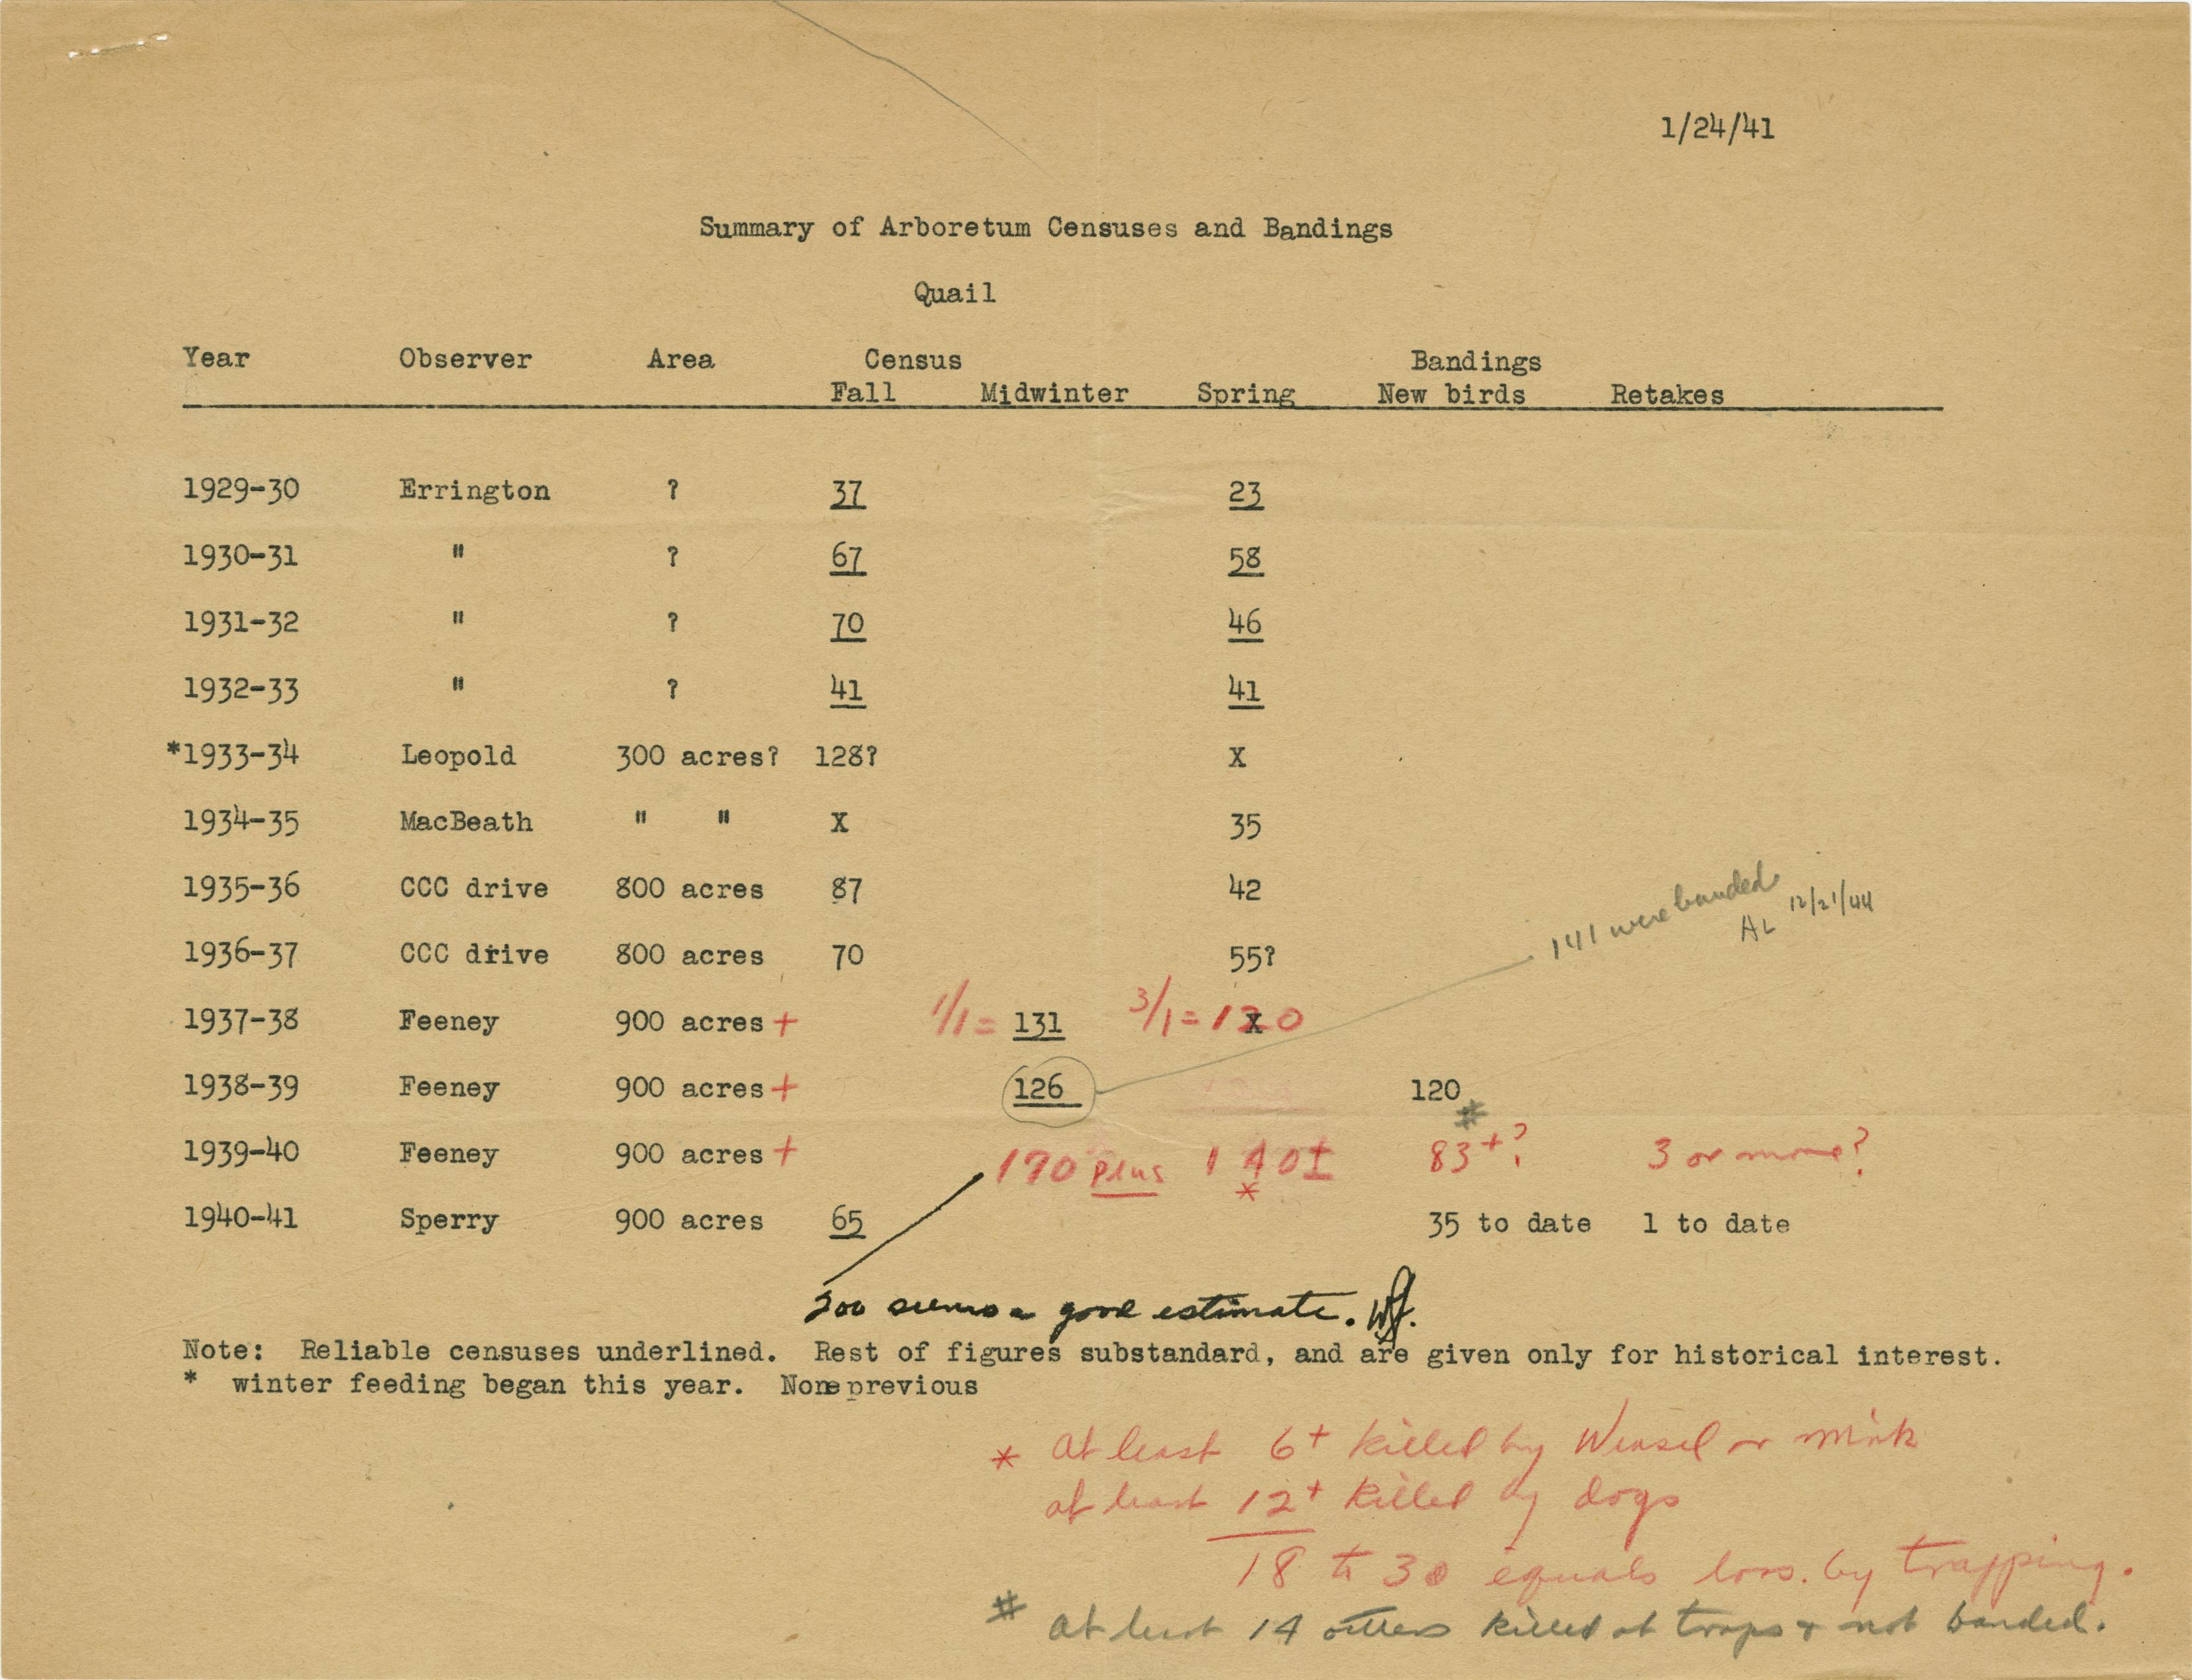 1/24/41
Summary of Arboretum Censuses and Bandings
Quail
Year Observer Area Census Bandings
Fall Midwinter Spring New birds Retakes
1929-30 Errington ? 37 23
1930-31 " ? 67 58
1931-32 " ? 70 46
1932-33 " ? 41 41
*1933-34 Leopold 300 acres? 128? X
1934-35 MacBeath " " X 35
1935-36 CCC drive 800 acres 87 42
141 were banded
AL 12/21/44
1936-37 CCC drive 800 acres 70 55?
1937-38 Feeney 900 acres + 1/1 = 131 3/1 = 120 X
1938-39 Feeney 900 acres + 126 120
#
1939-40 Feeney 900 acres + 170 plus 140± 83+? 3 or more?
*
1940-41 Sperry 900 acres 65 35 to date 1 to date
200 seems a good estimate.
Note: Reliable censuses underlined. Rest of figures substandard, and are given only for historical interest.
* winter feeding began this year. None previous
* at least 6+ killed by Weasel or mink
at least 12+ killed by dogs
18 to 30 equals loss. by trapping.
# at least 14 others killed at traps + not banded.